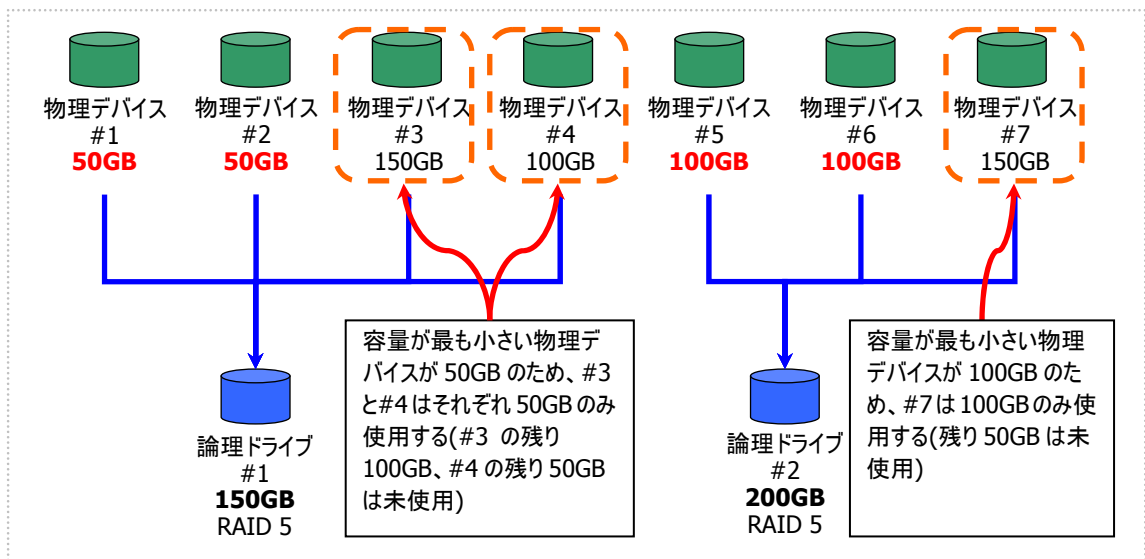 物理デバイス
#1
50GB
物理デバイス
#2
50GB
物理デバイス
#3
150GB
物理デバイス
#4
100GB
物理デバイス
#5
100GB
物理デバイス
#6
100GB
物理デバイス
#7
150GB
論理ドライブ
#1
150GB
RAID 5
容量が最も小さい物理デ
バイスが 50GB のため、#3
と#4はそれぞれ 50GB のみ
使用する(#3 の残り
100GB、#4 の残り 50GB
は未使用)
論理ドライブ
#2
200GB
RAID 5
容量が最も小さい物理
デバイスが 100GB のた
め、#7は 100GBのみ使
用する(残り 50GB は未
使用)